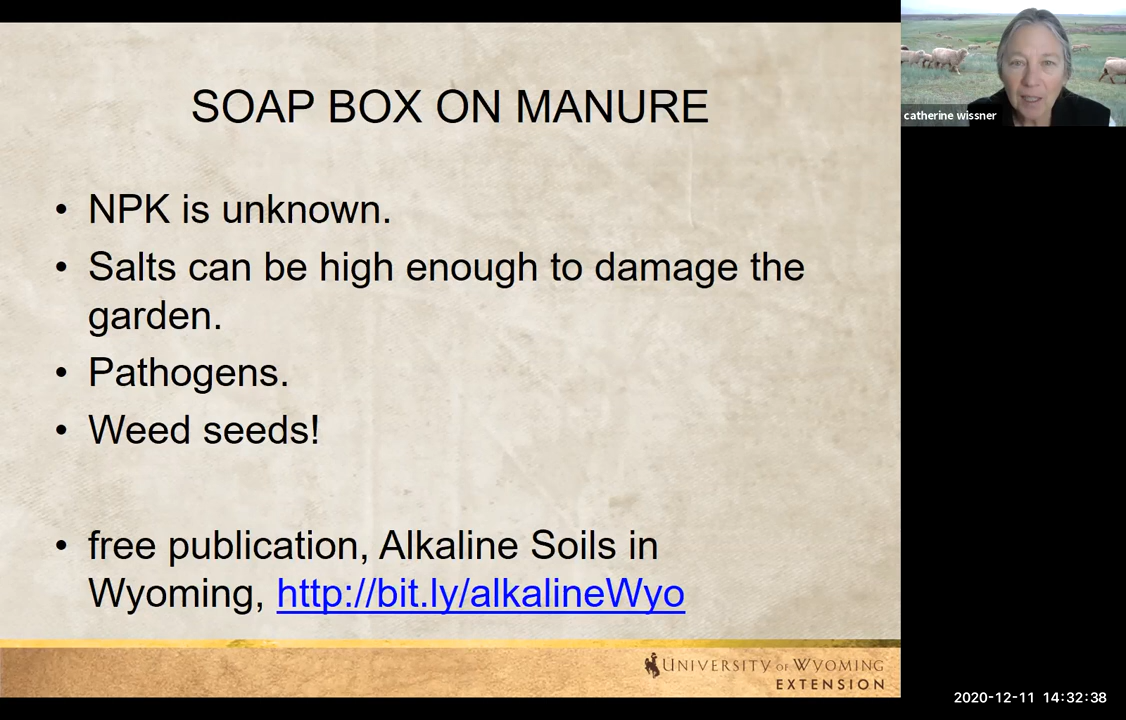 SOAP BOX ON MANURE
catherine wissner
• NPK is unknown.
• Salts can be high enough to damage the
garden.
• Pathogens.
• Weed seeds!
• free publication, Alkaline Soils in
Wyoming, http://bit.ly/alkalineWyo
UNIVERSITY OF WYOMING
EXTENSION
2020-12-11 14:32:38